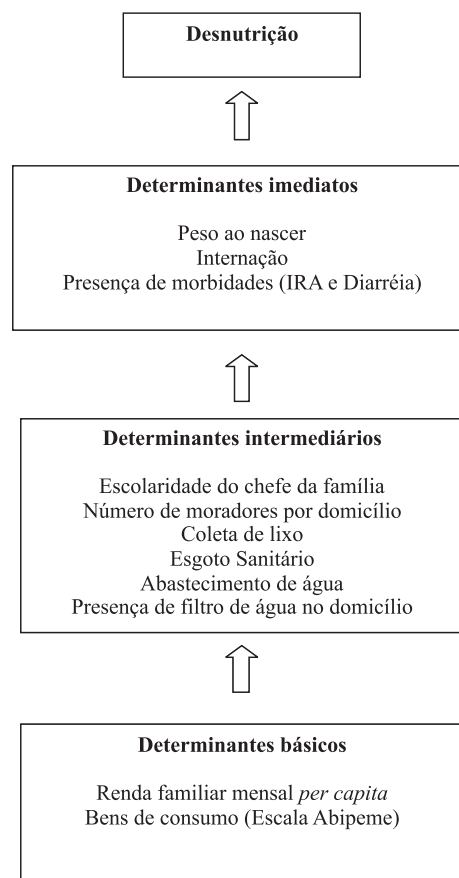 Desnutrição
Determinantes imediatos
Peso ao nascer
Internação
Presença de morbidades (IRA e Diarréia)
Determinantes intermediários
Escolaridade do chefe da família
Número de moradores por domicílio
Coleta de lixo
Esgoto Sanitário
Abastecimento de água
Presença de filtro de água no domicílio
Determinantes básicos
Renda familiar mensal per capita
Bens de consumo (Escala Abipeme)